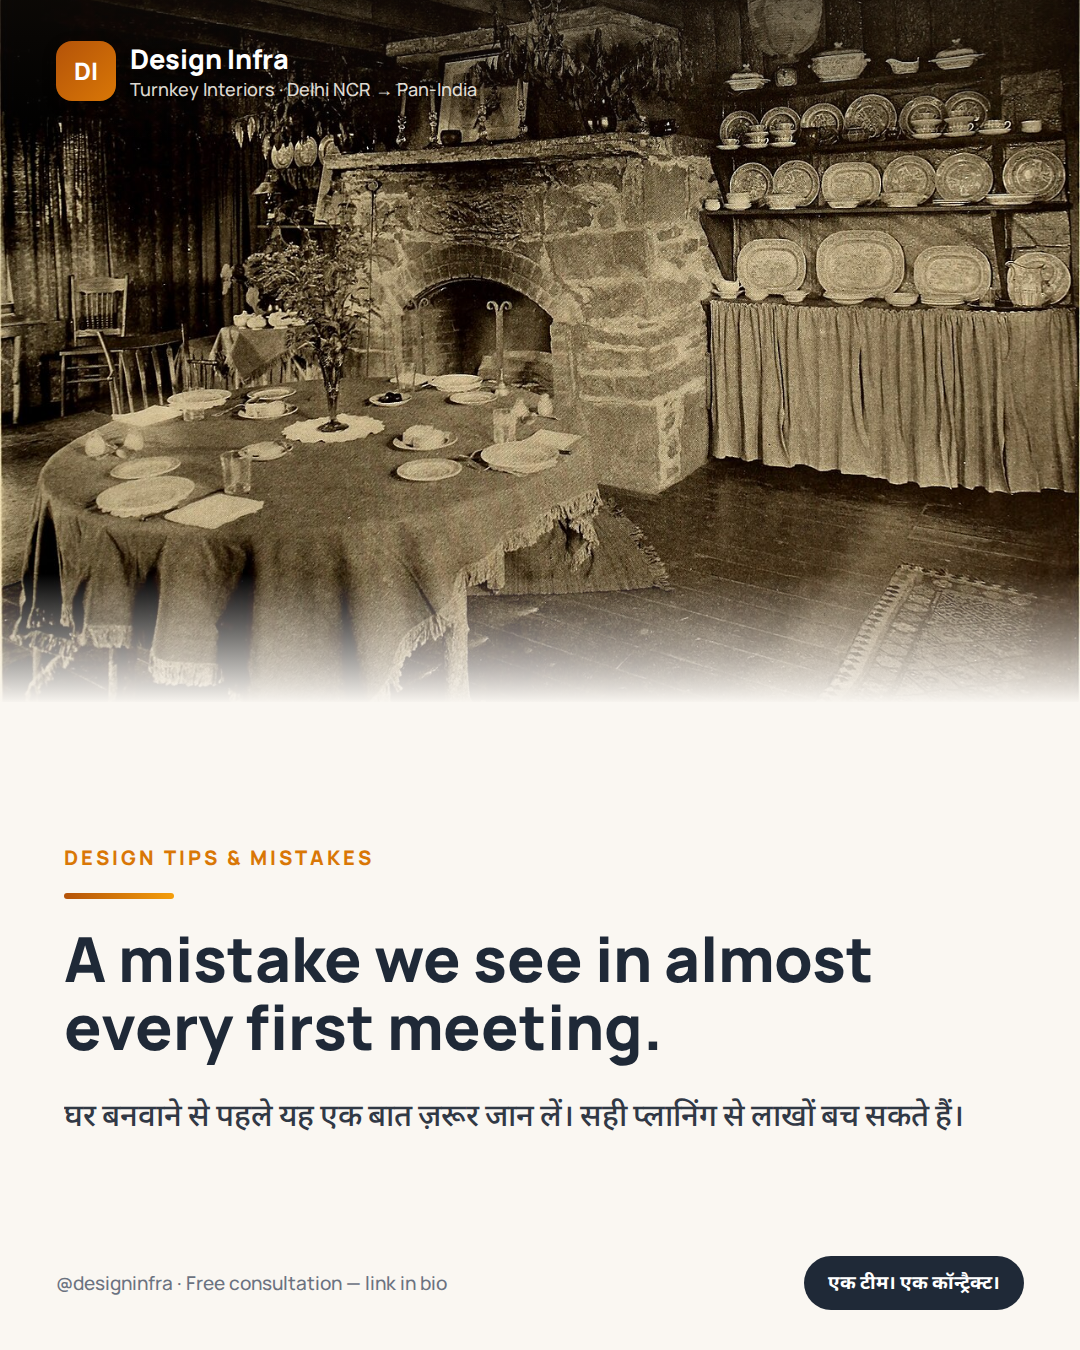 DI
Design Infra
Turnkey Interiors · Delhi NCR → Pan-India
DESIGN TIPS & MISTAKES
A mistake we see in almost
every first meeting.
घर बनवाने से पहले यह एक बात ज़रूर जान लें। सही प्लानिंग से लाखों बच सकते हैं।
@designinfra · Free consultation — link in bio
एक टीम। एक कॉन्ट्रैक्ट।